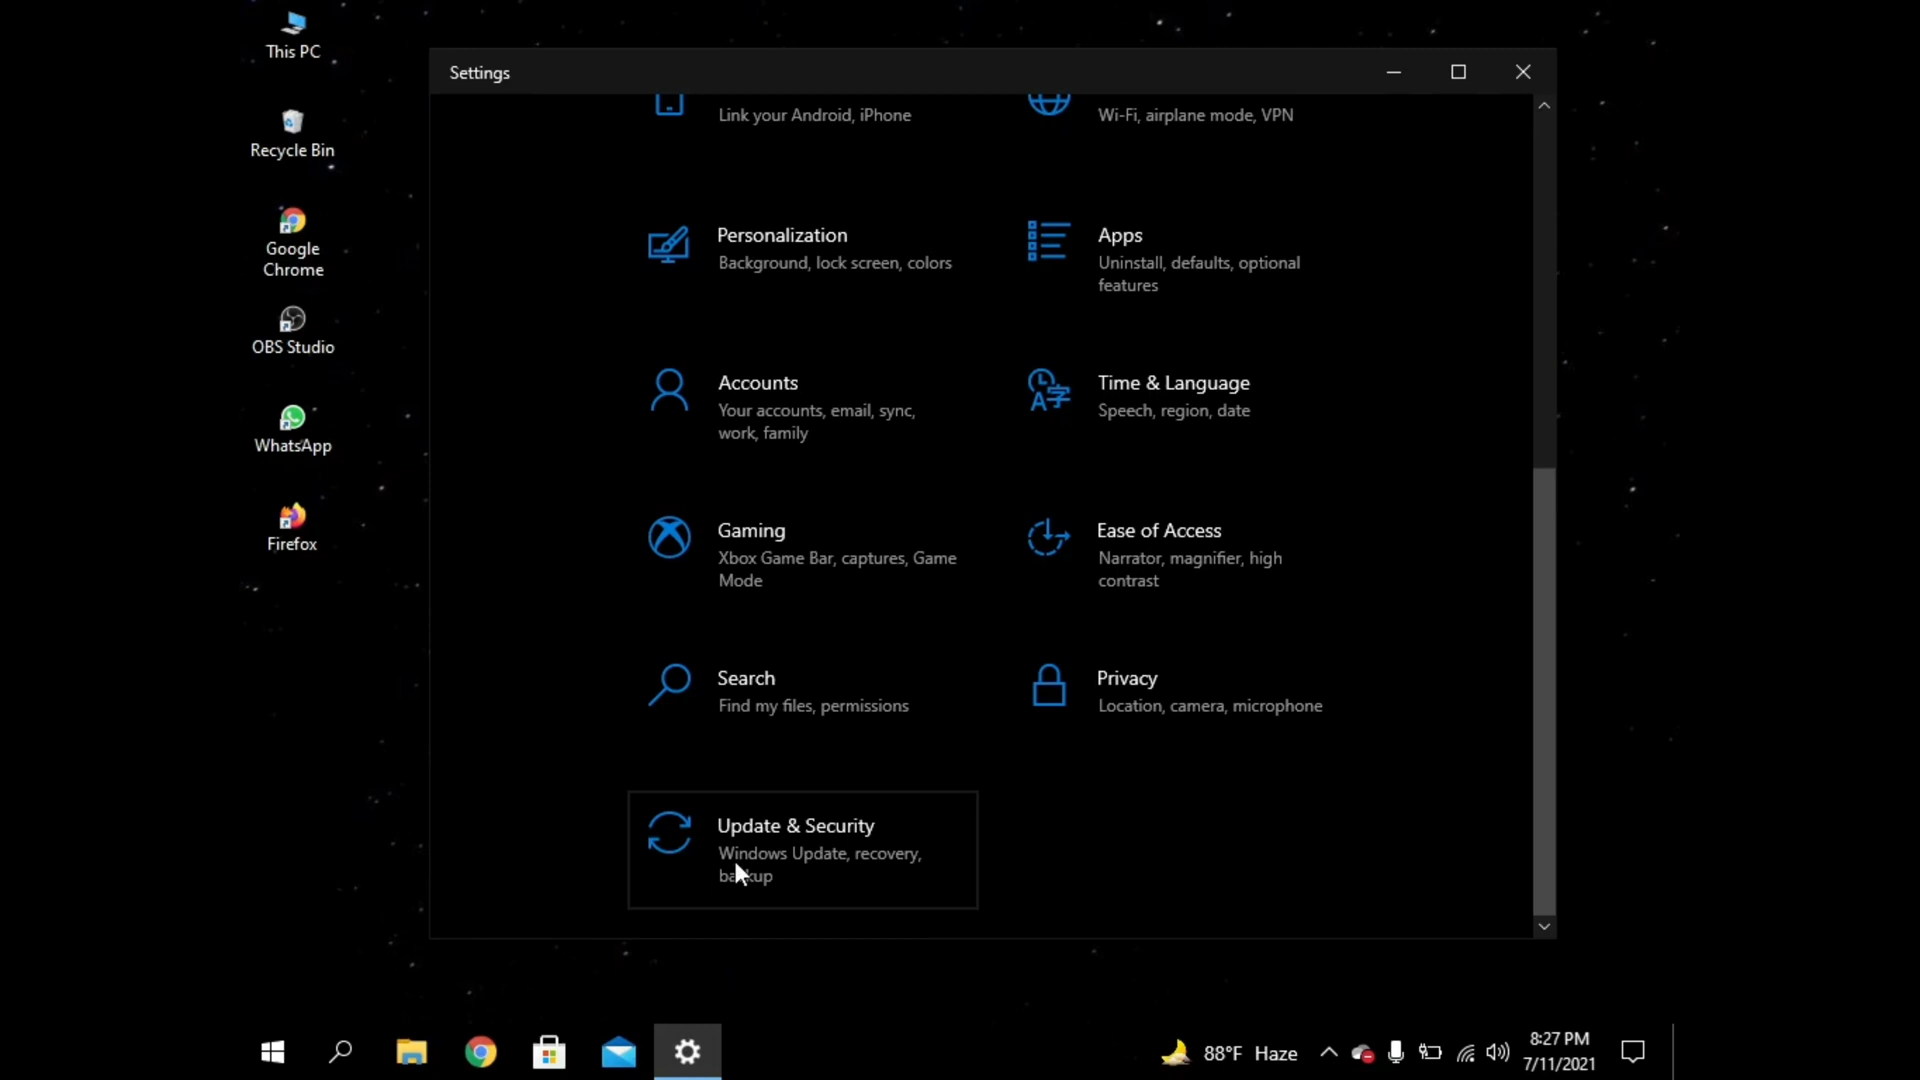 This PC
Recycle Bin
Google
Chrome
OBS Studio
WhatsApp
Firefox
Settings
Link your Android, iPhone
Wi-Fi, airplane mode, VPN
Personalization
Background, lock screen, colors
Apps
Uninstall, defaults, optional
features
Accounts
Your accounts, email, sync,
work, family
Time & Language
Speech, region, date
Gaming
Xbox Game Bar, captures, Game
Mode
Ease of Access
Narrator, magnifier, high
contrast
Search
Find my files, permissions
Privacy
Location, camera, microphone
Update & Security
Windows Update, recovery,
backup
88°F Haze
8:27 PM
7/11/2021